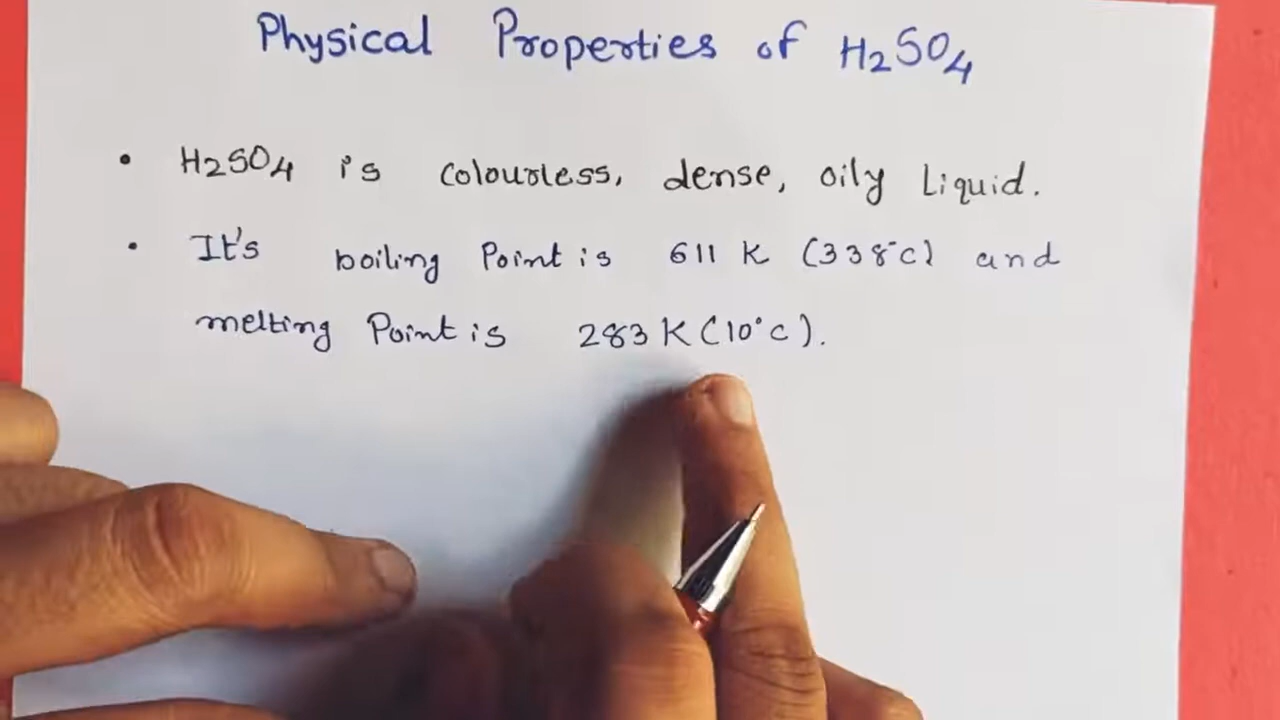 Physical Properties of H2SO4
• H2SO4 is Colourless, dense, oily Liquid.
• It's boiling Point is 611 K (338°C) and
melting Point is 283 K (10°C).